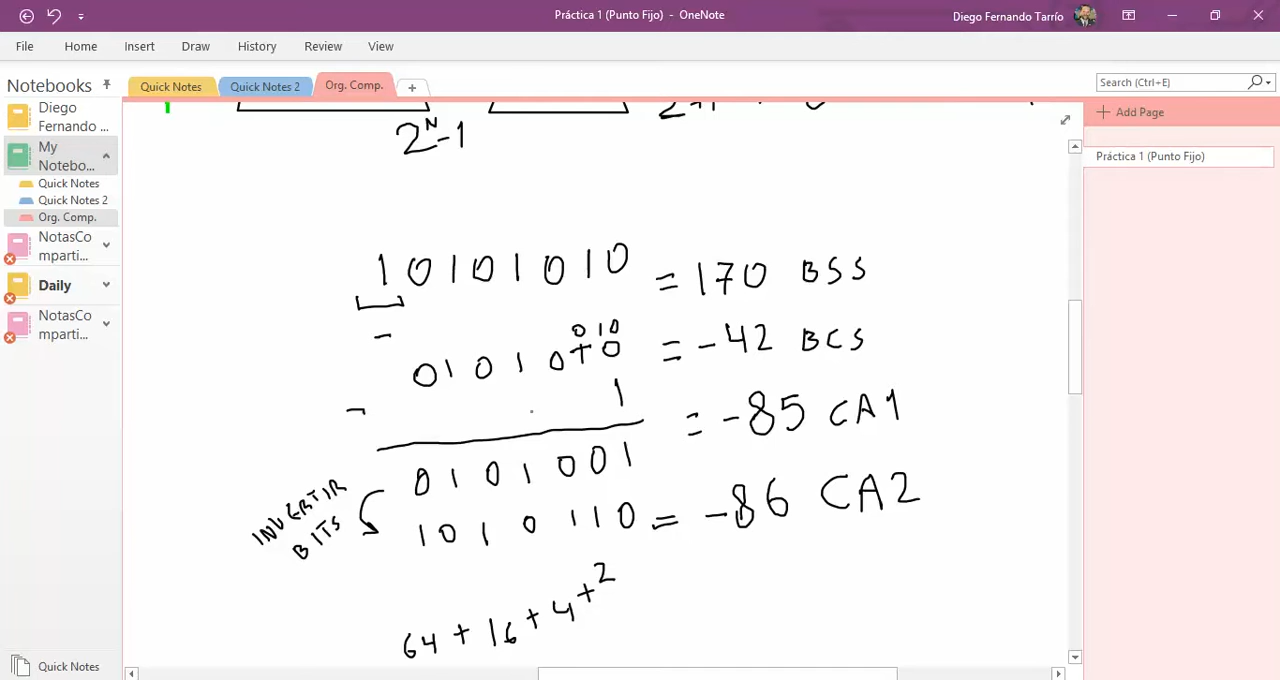 Práctica 1 (Punto Fijo) - OneNote
Diego Fernando Tarrío
File Home Insert Draw History Review View
Notebooks
Quick Notes
Quick Notes 2
Org. Comp.
+
Search (Ctrl+E)
Diego
Fernando ...
My
Notebo...
Quick Notes
Quick Notes 2
Org. Comp.
NotasCo
mparti...
Daily
NotasCo
mparti...
Quick Notes
Add Page
Práctica 1 (Punto Fijo)
2^N-1
10101010 = 170 BSS
010
-
0101010 = -42 BCS
- 1 = -85 CA1
0101001
INVERTIR
BITS
1010110 = -86 CA2
64 + 16 + 4 + 2